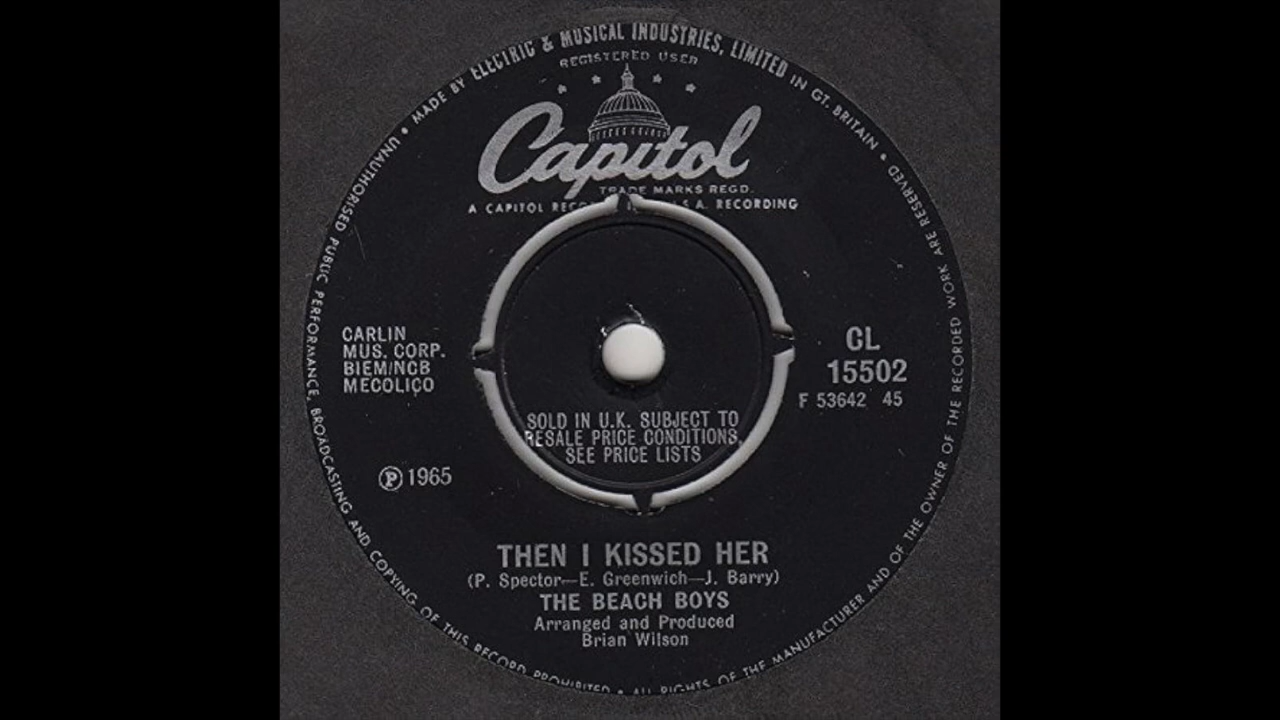 MADE BY ELECTRIC & MUSICAL INDUSTRIES, LIMITED IN GT. BRITAIN • ALL RIGHTS OF THE MANUFACTURER AND OF THE OWNER OF THE RECORDED WORK ARE RESERVED •
UNAUTHORISED PUBLIC PERFORMANCE, BROADCASTING AND COPYING OF THIS RECORD PROHIBITED •
REGISTERED USER
Capitol
TRADE MARKS REGD.
A CAPITOL U.S.A. RECORDING
CARLIN
MUS. CORP.
BIEM/NCB
MECOLICO
CL
15502
F 53642 45
SOLD IN U.K. SUBJECT TO
RESALE PRICE CONDITIONS,
SEE PRICE LISTS
Ⓟ 1965
THEN I KISSED HER
(P. Spector—E. Greenwich—J. Barry)
THE BEACH BOYS
Arranged and Produced
Brian Wilson